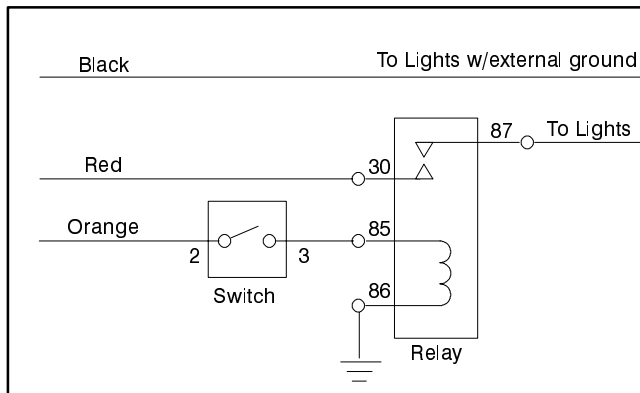 Black
To Lights w/external ground
87
To Lights
Red
30
Orange
2
3
85
Switch
86
Relay